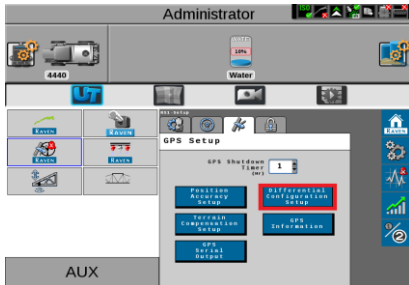 Administrator
ISO
10%
4440
Water
UT
RAVEN
RAVEN
RAVEN
RAVEN
AUX
GPS Setup
GPS Shutdown
Timer
(Hr)
1
Position
Accuracy
Setup
Differential
Configuration
Setup
Terrain
Compensation
Setup
GPS
Information
GPS
Serial
Output
RAVEN